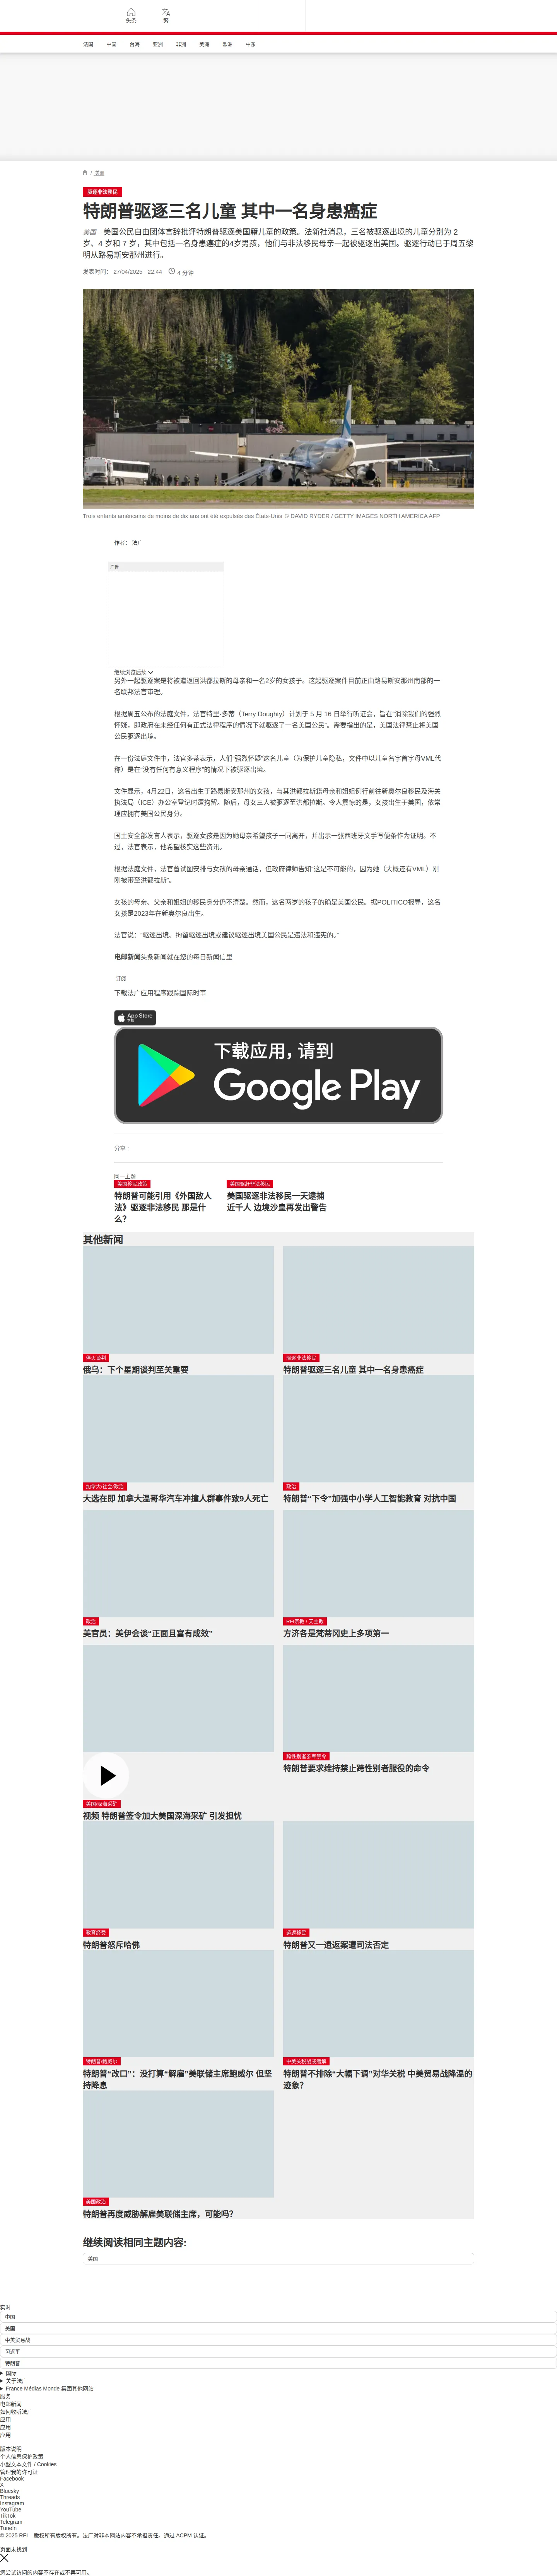 头条
繁
法国
中国
台海
亚洲
非洲
美洲
欧洲
中东
/ 美洲
驱逐非法移民
特朗普驱逐三名儿童 其中一名身患癌症
美国 – 美国公民自由团体言辞批评特朗普驱逐美国籍儿童的政策。法新社消息，三名被驱逐出境的儿童分别为 2
岁、4 岁和 7 岁，其中包括一名身患癌症的4岁男孩，他们与非法移民母亲一起被驱逐出美国。驱逐行动已于周五黎
明从路易斯安那州进行。
发表时间： 27/04/2025 - 22:44
4 分钟
Trois enfants américains de moins de dix ans ont été expulsés des États-Unis. © DAVID RYDER / GETTY IMAGES NORTH AMERICA AFP
作者： 法广
广告
继续浏览后续
另外一起驱逐案是将被遣返回洪都拉斯的母亲和一名2岁的女孩子。这起驱逐案件目前正由路易斯安那州南部的一
名联邦法官审理。
根据周五公布的法庭文件，法官特里·多蒂（Terry Doughty）计划于 5 月 16 日举行听证会，旨在“消除我们的强烈
怀疑，即政府在未经任何有正式法律程序的情况下就驱逐了一名美国公民”。需要指出的是，美国法律禁止将美国
公民驱逐出境。
在一份法庭文件中，法官多蒂表示，人们“强烈怀疑”这名儿童（为保护儿童隐私，文件中以儿童名字首字母VML代
称）是在“没有任何有意义程序”的情况下被驱逐出境。
文件显示，4月22日，这名出生于路易斯安那州的女孩，与其洪都拉斯籍母亲和姐姐例行前往新奥尔良移民及海关
执法局（ICE）办公室登记时遭拘留。随后，母女三人被驱逐至洪都拉斯。令人震惊的是，女孩出生于美国，依常
理应拥有美国公民身分。
国土安全部发言人表示，驱逐女孩是因为她母亲希望孩子一同离开，并出示一张西班牙文手写便条作为证明。不
过，法官表示，他希望核实这些资讯。
根据法庭文件，法官曾试图安排与女孩的母亲通话，但政府律师告知“这是不可能的，因为她（大概还有VML）刚
刚被带至洪都拉斯”。
女孩的母亲、父亲和姐姐的移民身分仍不清楚。然而，这名两岁的孩子的确是美国公民。据POLITICO报导，这名
女孩是2023年在新奥尔良出生。
法官说：“驱逐出境、拘留驱逐出境或建议驱逐出境美国公民是违法和违宪的。”
电邮新闻头条新闻就在您的每日新闻信里
订阅
下载法广应用程序跟踪国际时事
App Store
下载
下载应用，请到
Google Play
分享 :
同一主题
美国移民政策
特朗普可能引用《外国敌人
法》驱逐非法移民 那是什
么？
美国驱赶非法移民
美国驱逐非法移民一天逮捕
近千人 边境沙皇再发出警告
其他新闻
停火谈判
俄乌：下个星期谈判至关重要
驱逐非法移民
特朗普驱逐三名儿童 其中一名身患癌症
加拿大/社会/政治
大选在即 加拿大温哥华汽车冲撞人群事件致9人死亡
政治
特朗普“下令”加强中小学人工智能教育 对抗中国
政治
美官员：美伊会谈“正面且富有成效”
RFI宗教 / 天主教
方济各是梵蒂冈史上多项第一
美国/深海采矿
视频 特朗普签令加大美国深海采矿 引发担忧
跨性别者参军禁令
特朗普要求维持禁止跨性别者服役的命令
教育经费
特朗普怒斥哈佛
遣返移民
特朗普又一遣返案遭司法否定
特朗普/鲍威尔
特朗普“改口”：没打算“解雇”美联储主席鲍威尔 但坚
持降息
中美关税战或缓解
特朗普不排除“大幅下调”对华关税 中美贸易战降温的
迹象？
美国政治
特朗普再度威胁解雇美联储主席，可能吗？
继续阅读相同主题内容:
美国
实时
中国
美国
中美贸易战
习近平
特朗普
国际
关于法广
France Médias Monde 集团其他网站
服务
电邮新闻
如何收听法广
应用
应用
应用
版本说明
个人信息保护政策
小型文本文件 / Cookies
管理我的许可证
Facebook
X
Bluesky
Threads
Instagram
YouTube
TikTok
Telegram
TuneIn
© 2025 RFI – 版权所有版权所有。法广对非本网站内容不承担责任。通过 ACPM 认证。
页面未找到
您尝试访问的内容不存在或不再可用。